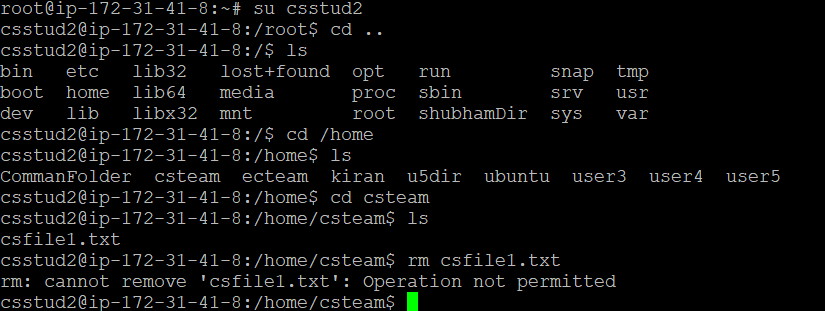 root@ip-172-31-41-8:~# su csstud2
csstud2@ip-172-31-41-8:/root$ cd ..
csstud2@ip-172-31-41-8:/$ ls
bin   etc   lib32   lost+found  opt   run         snap  tmp
boot  home  lib64   media       proc  sbin        srv   usr
dev   lib   libx32  mnt         root  shubhamDir  sys   var
csstud2@ip-172-31-41-8:/$ cd /home
csstud2@ip-172-31-41-8:/home$ ls
CommanFolder  csteam  ecteam  kiran  u5dir  ubuntu  user3  user4  user5
csstud2@ip-172-31-41-8:/home$ cd csteam
csstud2@ip-172-31-41-8:/home/csteam$ ls
csfile1.txt
csstud2@ip-172-31-41-8:/home/csteam$ rm csfile1.txt
rm: cannot remove 'csfile1.txt': Operation not permitted
csstud2@ip-172-31-41-8:/home/csteam$